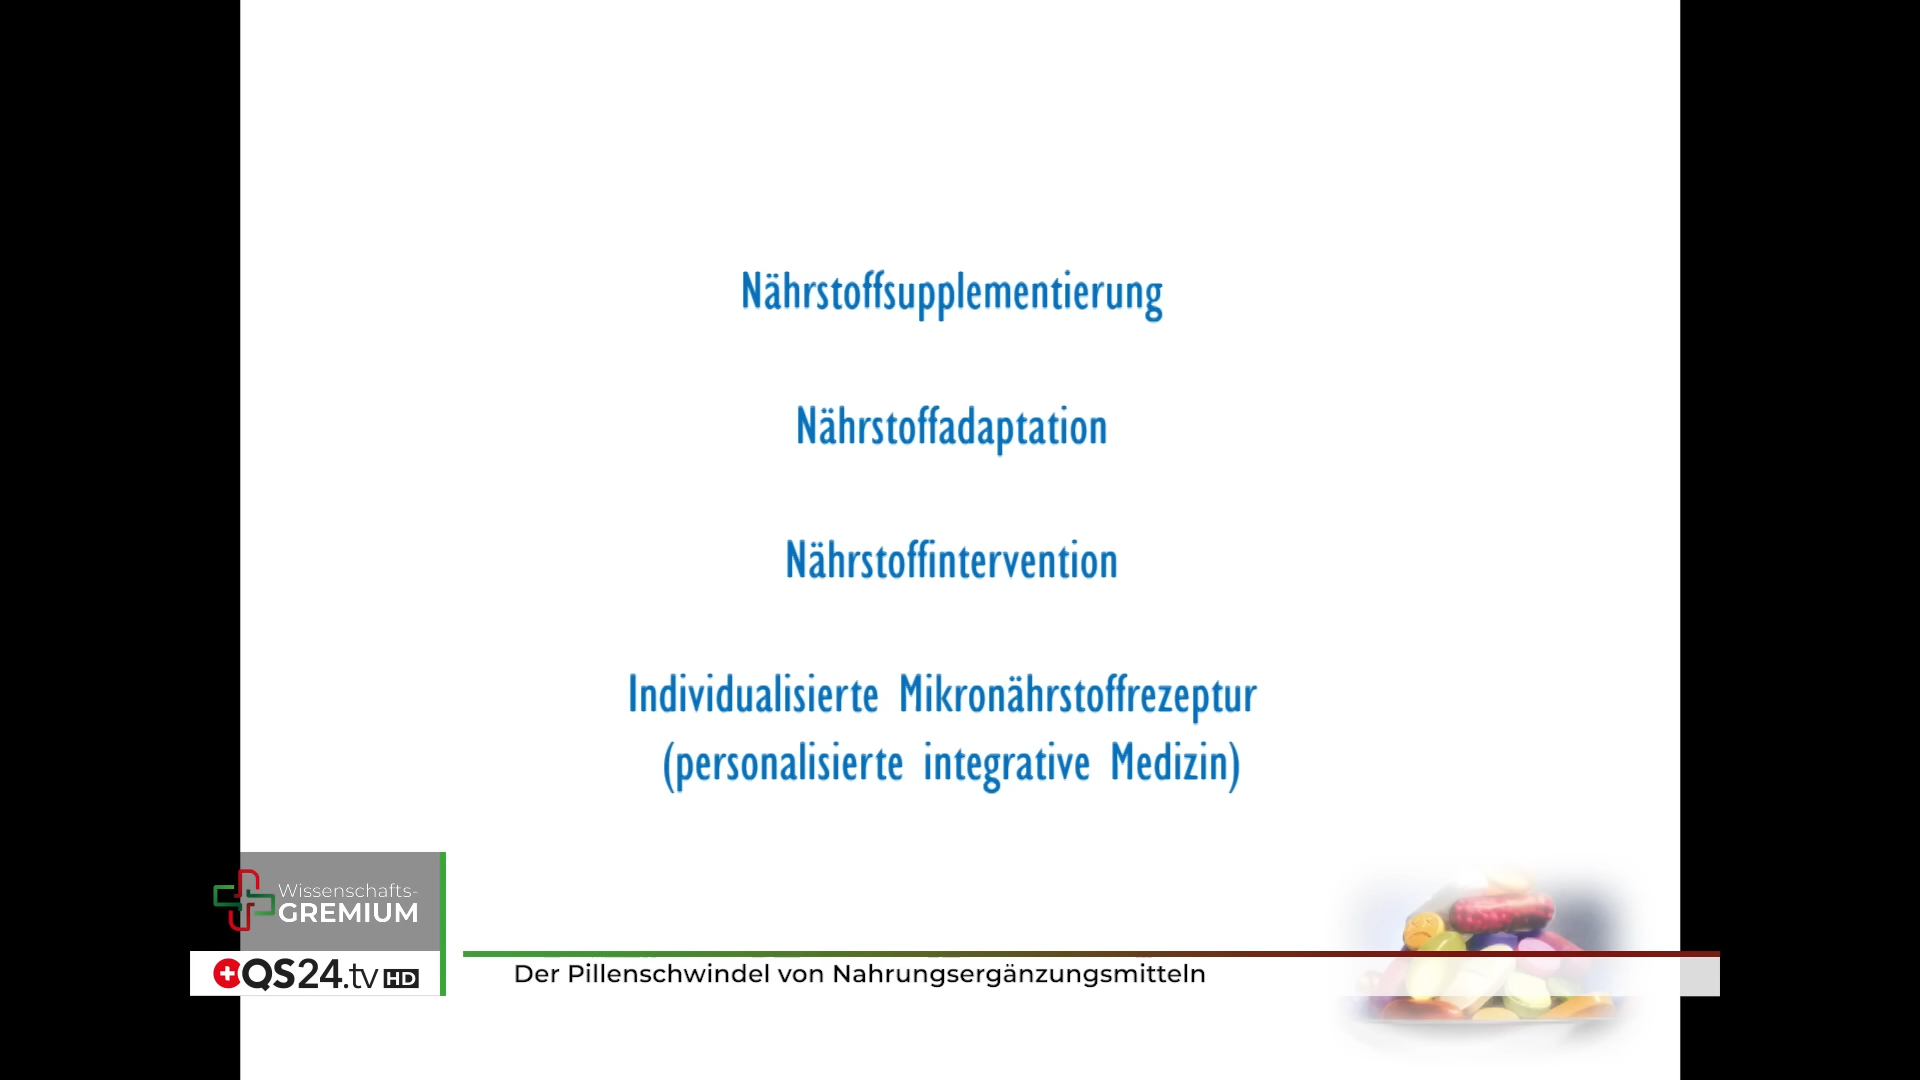 Nährstoffsupplementierung
Nährstoffadaptation
Nährstoffintervention
Individualisierte Mikronährstoffrezeptur
(personalisierte integrative Medizin)
Wissenschafts-
GREMIUM
QS24.tv HD
Der Pillenschwindel von Nahrungsergänzungsmitteln